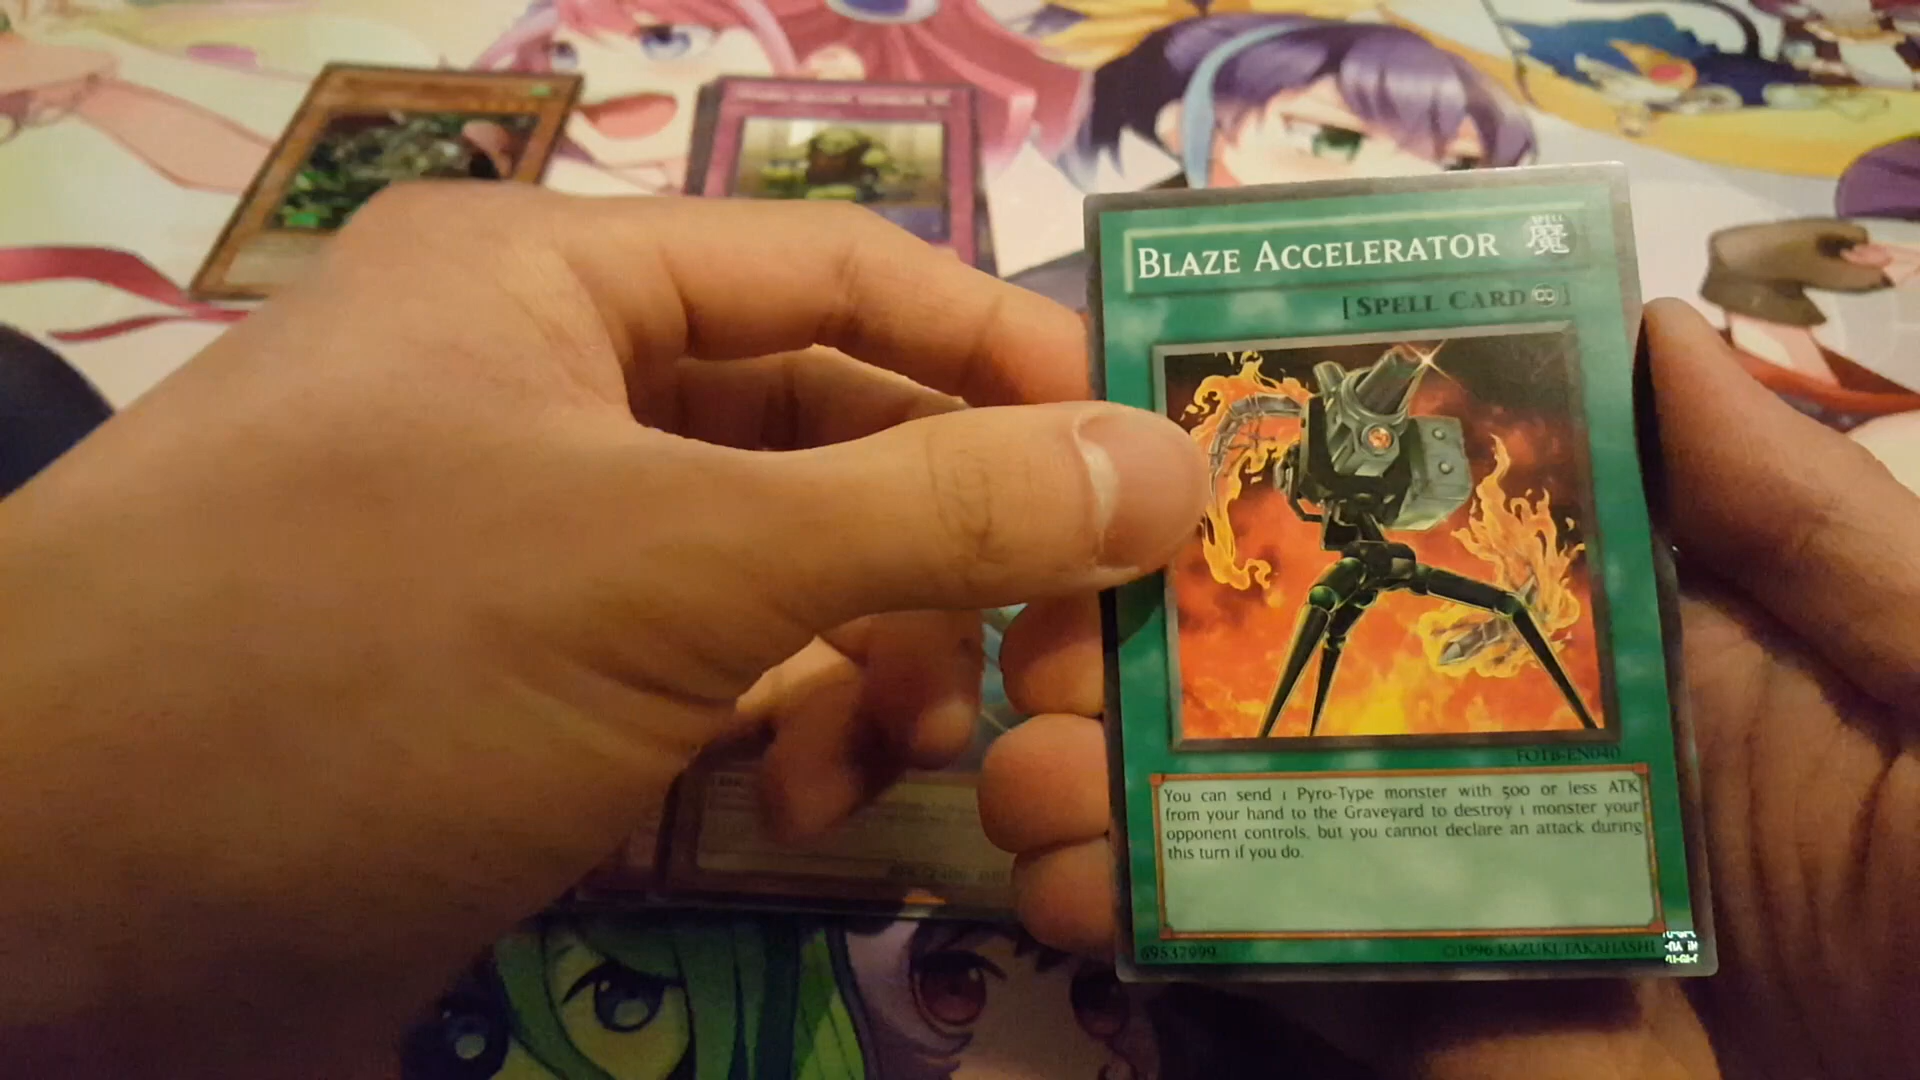 BLAZE ACCELERATOR 魔
[SPELL CARD]
FOTB-EN040
You can send 1 Pyro-Type monster with 500 or less ATK
from your hand to the Graveyard to destroy 1 monster your
opponent controls, but you cannot declare an attack during
this turn if you do.
69537999
©1996 KAZUKI TAKAHASHI